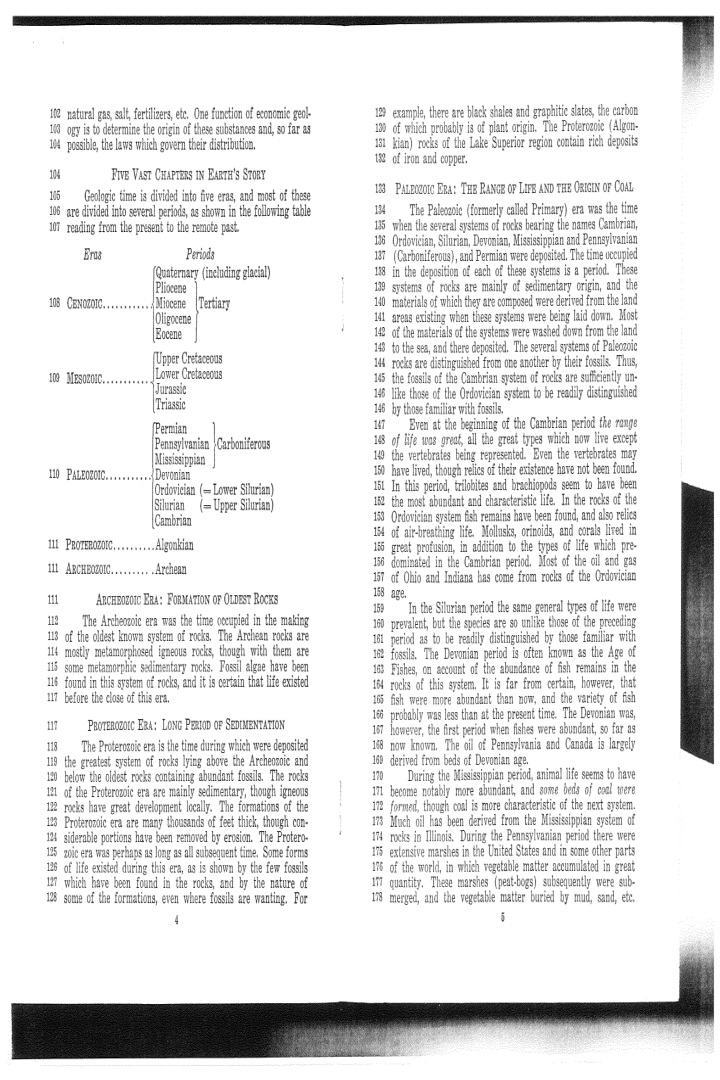 102 natural gas, salt, fertilizers, etc. One function of economic geol-
103 ogy is to determine the origin of these substances and, so far as
104 possible, the laws which govern their distribution.
104 FIVE VAST CHAPTERS IN EARTH'S STORY
105 Geologic time is divided into five eras, and most of these
106 are divided into several periods, as shown in the following table
107 reading from the present to the remote past.
Eras Periods
Quaternary (including glacial)
Pliocene
108 CENOZOIC........... Miocene Tertiary
Oligocene
Eocene
Upper Cretaceous
Lower Cretaceous
109 MESOZOIC...........
Jurassic
Triassic
Permian
Pennsylvanian Carboniferous
Mississippian
110 PALEOZOIC.......... Devonian
Ordovician (= Lower Silurian)
Silurian (= Upper Silurian)
Cambrian
111 PROTEROZOIC..........Algonkian
111 ARCHEOZOIC..........Archean
111 ARCHEOZOIC ERA: FORMATION OF OLDEST ROCKS
112 The Archeozoic era was the time occupied in the making
113 of the oldest known system of rocks. The Archean rocks are
114 mostly metamorphosed igneous rocks, though with them are
115 some metamorphic sedimentary rocks. Fossil algae have been
116 found in this system of rocks, and it is certain that life existed
117 before the close of this era.
117 PROTEROZOIC ERA: LONG PERIOD OF SEDIMENTATION
118 The Proterozoic era is the time during which were deposited
119 the greatest system of rocks lying above the Archeozoic and
120 below the oldest rocks containing abundant fossils. The rocks
121 of the Proterozoic era are mainly sedimentary, though igneous
122 rocks have great development locally. The formations of the
123 Proterozoic era are many thousands of feet thick, though con-
124 siderable portions have been removed by erosion. The Protero-
125 zoic era was perhaps as long as all subsequent time. Some forms
126 of life existed during this era, as is shown by the few fossils
127 which have been found in the rocks, and by the nature of
128 some of the formations, even where fossils are wanting. For
4
129 example, there are black shales and graphitic slates, the carbon
130 of which probably is of plant origin. The Proterozoic (Algon-
131 kian) rocks of the Lake Superior region contain rich deposits
132 of iron and copper.
133 PALEOZOIC ERA: THE RANGE OF LIFE AND THE ORIGIN OF COAL
134 The Paleozoic (formerly called Primary) era was the time
135 when the several systems of rocks bearing the names Cambrian,
136 Ordovician, Silurian, Devonian, Mississippian and Pennsylvanian
137 (Carboniferous), and Permian were deposited. The time occupied
138 in the deposition of each of these systems is a period. These
139 systems of rocks are mainly of sedimentary origin, and the
140 materials of which they are composed were derived from the land
141 areas existing when these systems were being laid down. Most
142 of the materials of the systems were washed down from the land
143 to the sea, and there deposited. The several systems of Paleozoic
144 rocks are distinguished from one another by their fossils. Thus,
145 the fossils of the Cambrian system of rocks are sufficiently un-
146 like those of the Ordovician system to be readily distinguished
146 by those familiar with fossils.
147 Even at the beginning of the Cambrian period the range
148 of life was great, all the great types which now live except
149 the vertebrates being represented. Even the vertebrates may
150 have lived, though relics of their existence have not been found.
151 In this period, trilobites and brachiopods seem to have been
152 the most abundant and characteristic life. In the rocks of the
153 Ordovician system fish remains have been found, and also relics
154 of air-breathing life. Mollusks, orinoids, and corals lived in
155 great profusion, in addition to the types of life which pre-
156 dominated in the Cambrian period. Most of the oil and gas
157 of Ohio and Indiana has come from rocks of the Ordovician
158 age.
159 In the Silurian period the same general types of life were
160 prevalent, but the species are so unlike those of the preceding
161 period as to be readily distinguished by those familiar with
162 fossils. The Devonian period is often known as the Age of
163 Fishes, on account of the abundance of fish remains in the
164 rocks of this system. It is far from certain, however, that
165 fish were more abundant than now, and the variety of fish
166 probably was less than at the present time. The Devonian was,
167 however, the first period when fishes were abundant, so far as
168 now known. The oil of Pennsylvania and Canada is largely
169 derived from beds of Devonian age.
170 During the Mississippian period, animal life seems to have
171 become notably more abundant, and some beds of coal were
172 formed, though coal is more characteristic of the next system.
173 Much oil has been derived from the Mississippian system of
174 rocks in Illinois. During the Pennsylvanian period there were
175 extensive marshes in the United States and in some other parts
176 of the world, in which vegetable matter accumulated in great
177 quantity. These marshes (peat-bogs) subsequently were sub-
178 merged, and the vegetable matter buried by mud, sand, etc.
5